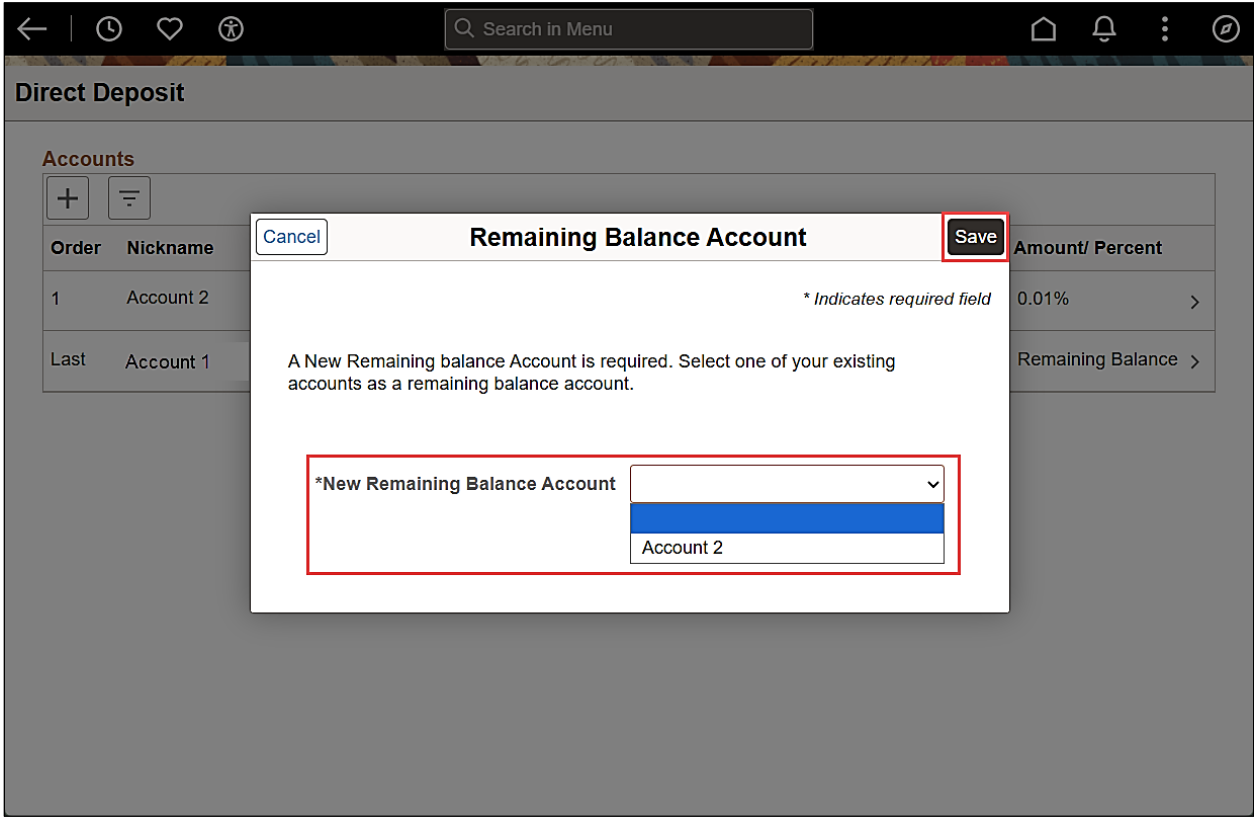 Search in Menu
Direct Deposit
Accounts
Order Nickname Amount/ Percent
1 Account 2 0.01%
Last Account 1 Remaining Balance
Cancel Remaining Balance Account Save
* Indicates required field
A New Remaining balance Account is required. Select one of your existing
accounts as a remaining balance account.
*New Remaining Balance Account
Account 2